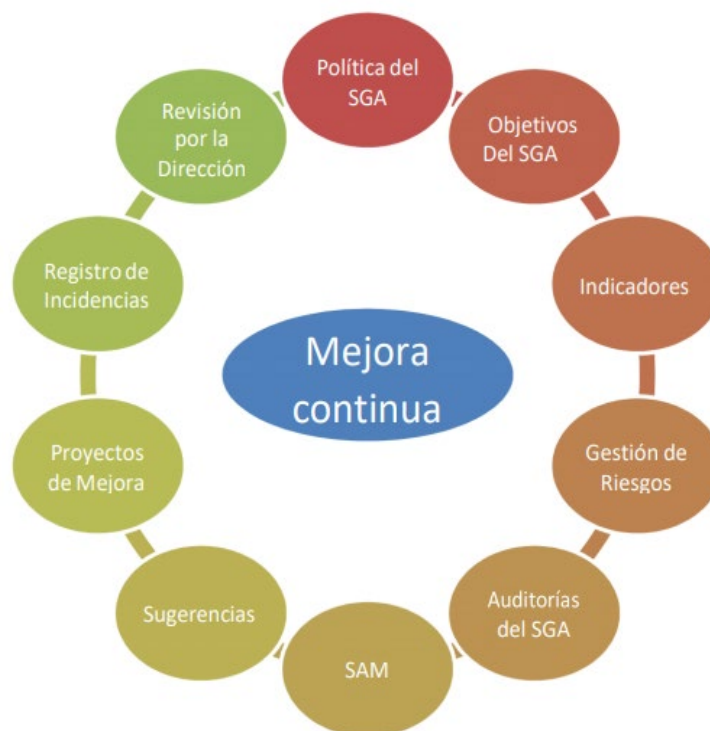 Política del
SGA
Objetivos
Del SGA
Indicadores
Gestión de
Riesgos
Auditorías
del SGA
SAM
Sugerencias
Proyectos
de Mejora
Registro de
Incidencias
Revisión
por la
Dirección
Mejora
continua